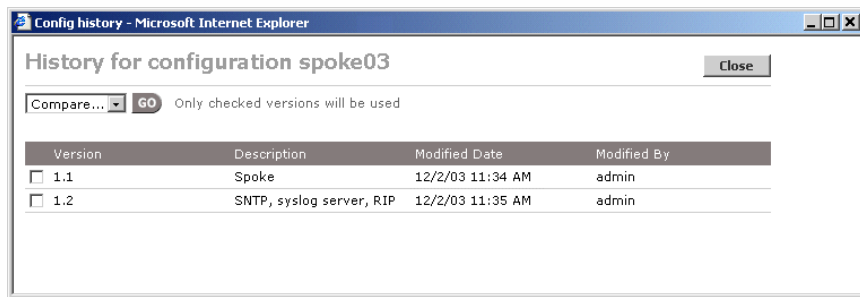 Config history - Microsoft Internet Explorer
History for configuration spoke03
Close
Compare... GO Only checked versions will be used
Version Description Modified Date Modified By
1.1 Spoke 12/2/03 11:34 AM admin
1.2 SNTP, syslog server, RIP 12/2/03 11:35 AM admin